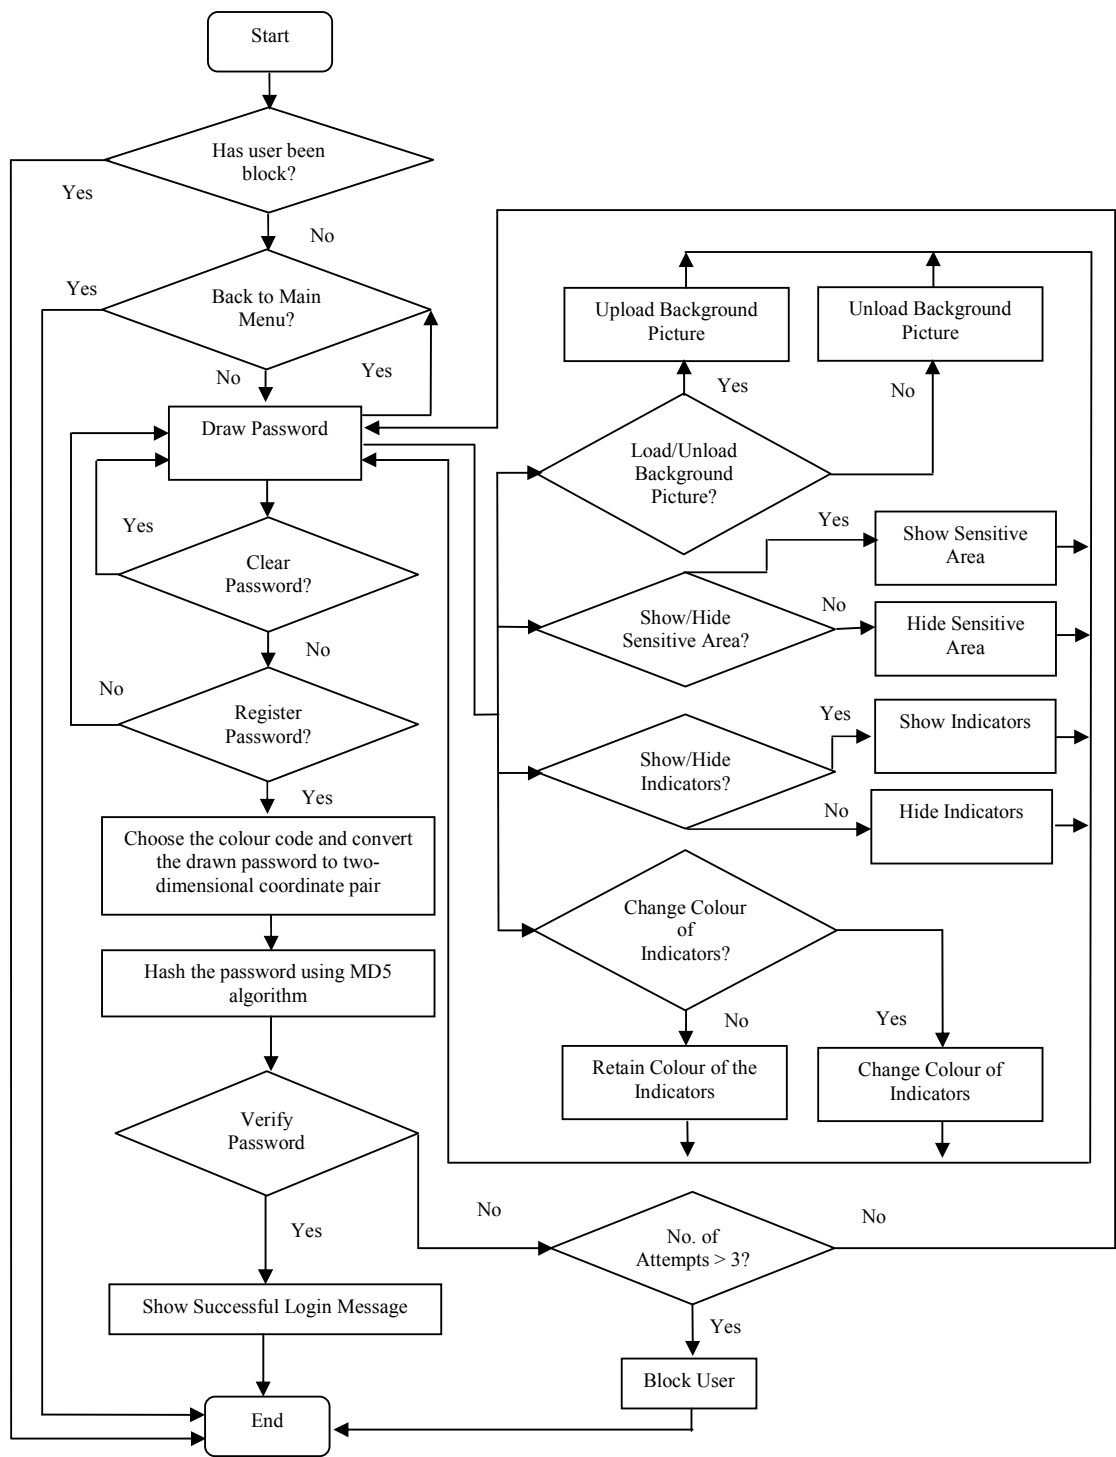 Start
Has user been
block?
Yes
No
Back to Main
Menu?
Yes
No
Yes
Draw Password
Clear
Password?
Yes
No
Register
Password?
No
Yes
Choose the colour code and convert
the drawn password to two-
dimensional coordinate pair
Hash the password using MD5
algorithm
Verify
Password
Yes
No
Show Successful Login Message
End
Upload Background
Picture
Unload Background
Picture
Yes
No
Load/Unload
Background
Picture?
Yes
Show Sensitive
Area
Show/Hide
Sensitive Area?
No
Hide Sensitive
Area
Yes
Show Indicators
Show/Hide
Indicators?
No
Hide Indicators
Change Colour
of
Indicators?
No
Yes
Retain Colour of the
Indicators
Change Colour of
Indicators
No. of
Attempts > 3?
No
Yes
Block User